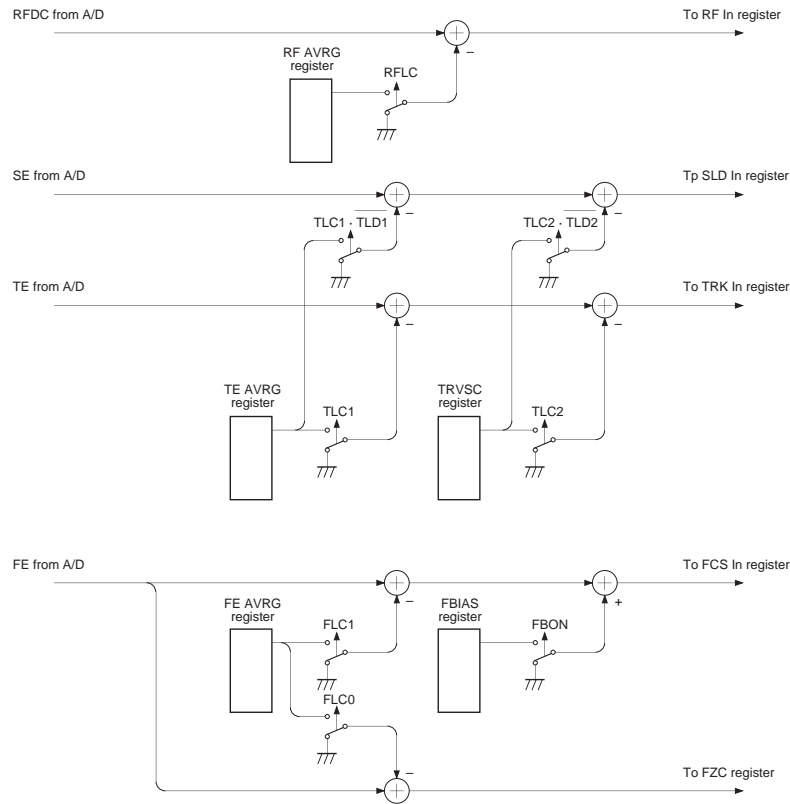 RFDC from A/D
To RF In register
RF AVRG
register
RFLC
–
SE from A/D
Tp SLD In register
–
–
TLC1 · T̅L̅D̅1̅
TLC2 · T̅L̅D̅2̅
TE from A/D
To TRK In register
–
–
TE AVRG
register
TLC1
TRVSC
register
TLC2
FE from A/D
To FCS In register
–
+
FE AVRG
register
FLC1
FBIAS
register
FBON
FLC0
–
To FZC register